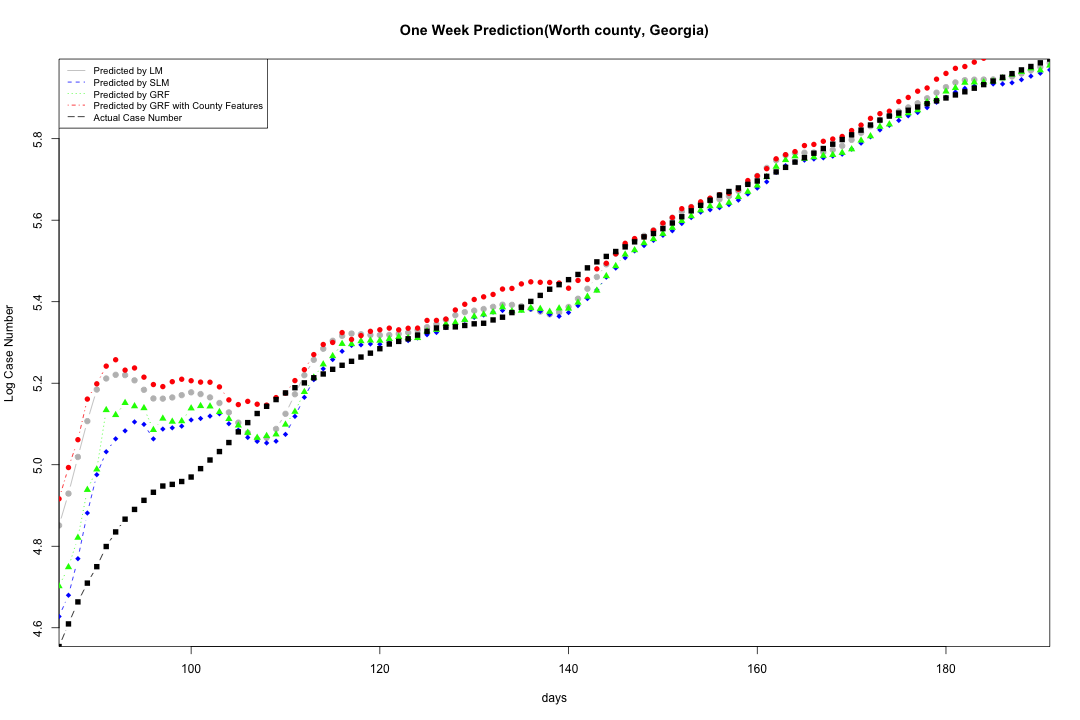 One Week Prediction(Worth county, Georgia)
Predicted by LM
Predicted by SLM
Predicted by GRF
Predicted by GRF with County Features
Actual Case Number
Log Case Number
5.8
5.6
5.4
5.2
5.0
4.8
4.6
100 120 140 160 180
days